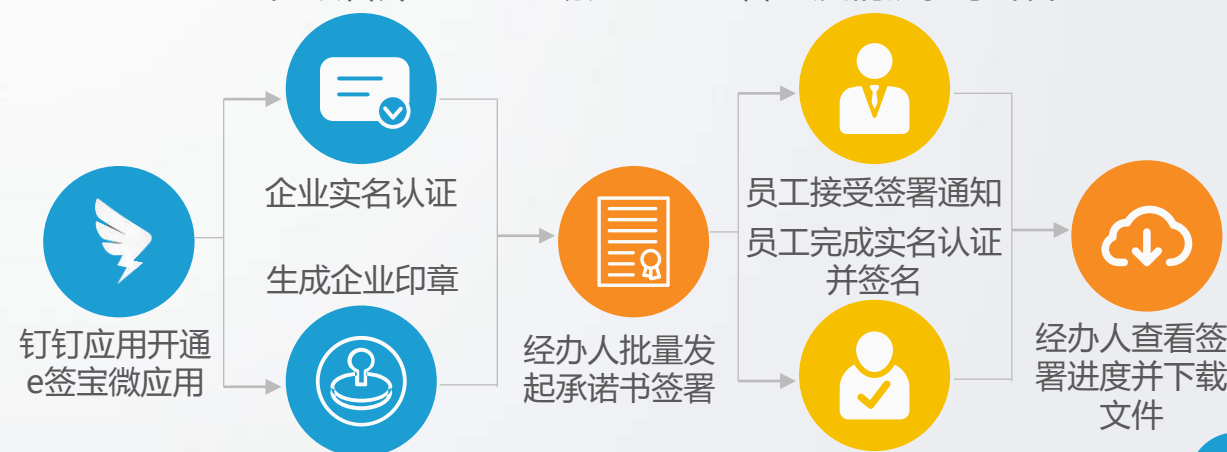 企业实名认证
生成企业印章
钉钉应用开通
e签宝微应用
经办人批量发
起承诺书签署
员工接受签署通知
员工完成实名认证
并签名
经办人查看签
署进度并下载
文件